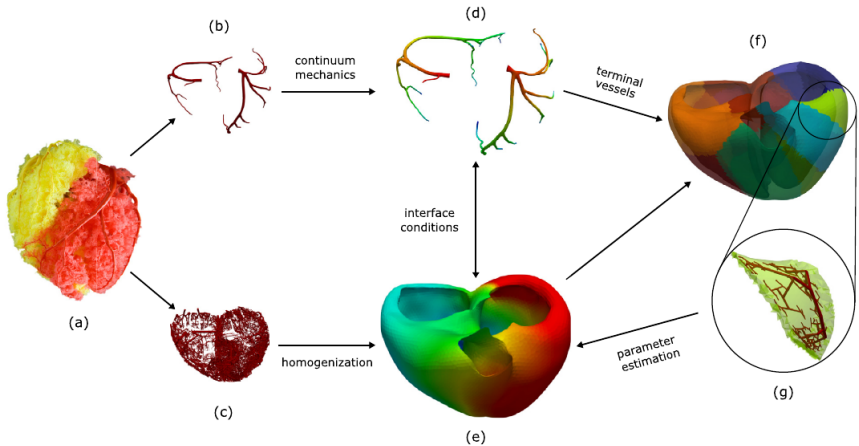 (b)
(d)
(f)
continuum
mechanics
terminal
vessels
(a)
interface
conditions
(c)
homogenization
(e)
parameter
estimation
(g)